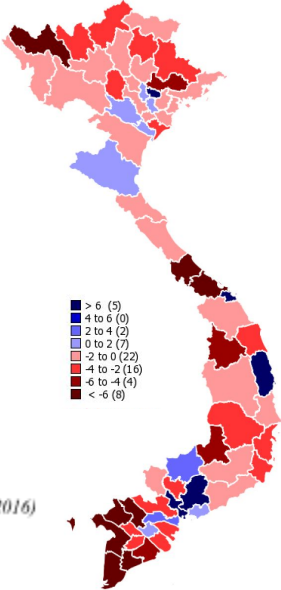 > 6 (5)
4 to 6 (0)
2 to 4 (2)
0 to 2 (7)
-2 to 0 (22)
-4 to -2 (16)
-6 to -4 (4)
< -6 (8)
2016)